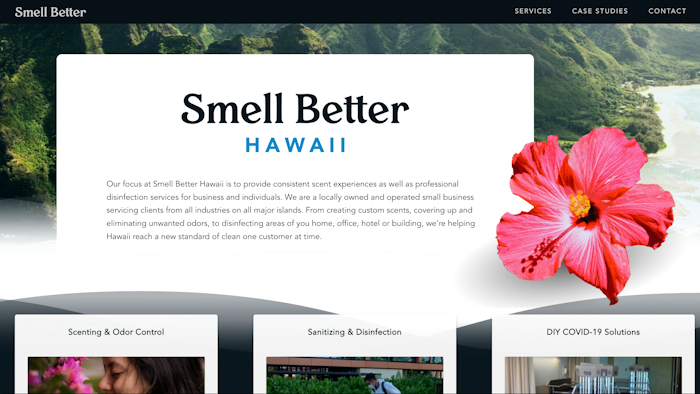 Smell Better
SERVICES CASE STUDIES CONTACT
Smell Better
HAWAII
Our focus at Smell Better Hawaii is to provide consistent scent experiences as well as professional
disinfection services for business and individuals. We are a locally owned and operated small business
servicing clients from all industries on all major islands. From creating custom scents, covering up and
eliminating unwanted odors, to disinfecting areas of you home, office, hotel or building, we're helping
Hawaii reach a new standard of clean one customer at time.
Scenting & Odor Control
Sanitizing & Disinfection
DIY COVID-19 Solutions